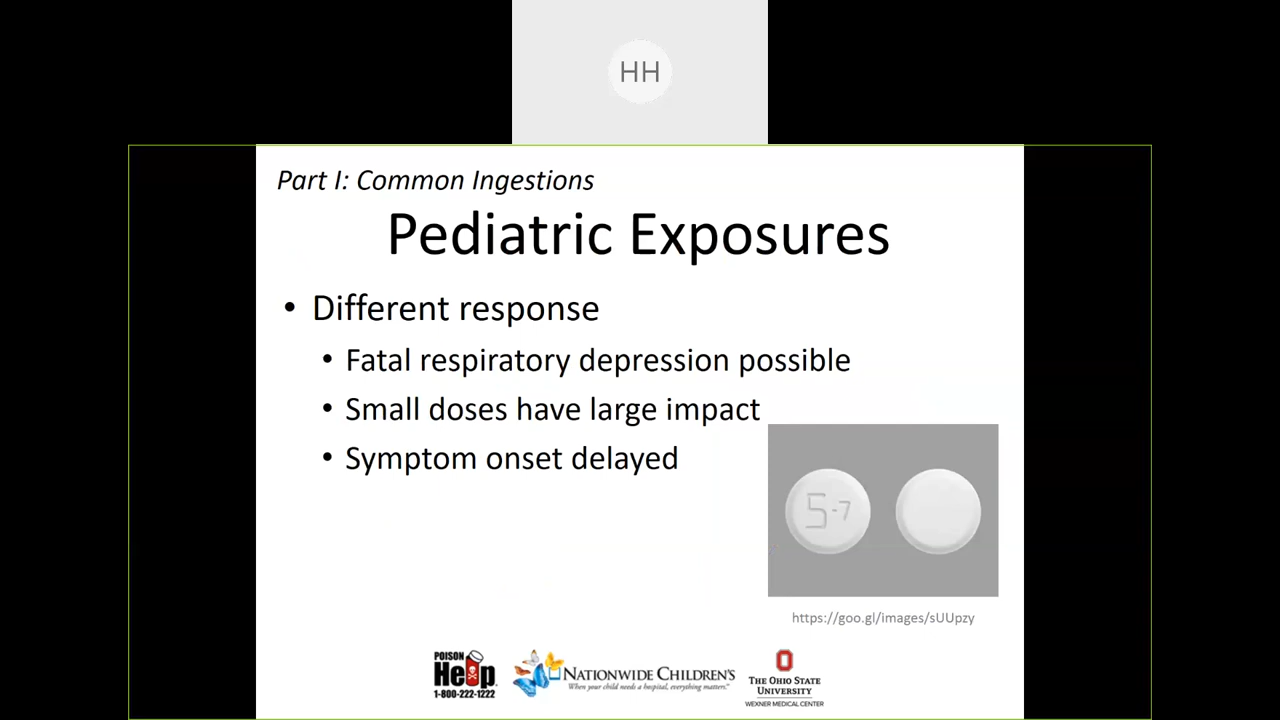 HH
Part I: Common Ingestions
Pediatric Exposures
• Different response
• Fatal respiratory depression possible
• Small doses have large impact
• Symptom onset delayed
5-7
https://goo.gl/images/sUUpzy
POISON
Help
1-800-222-1222
NATIONWIDE CHILDREN'S
When your child needs a hospital, everything matters.™
THE OHIO STATE
UNIVERSITY
WEXNER MEDICAL CENTER